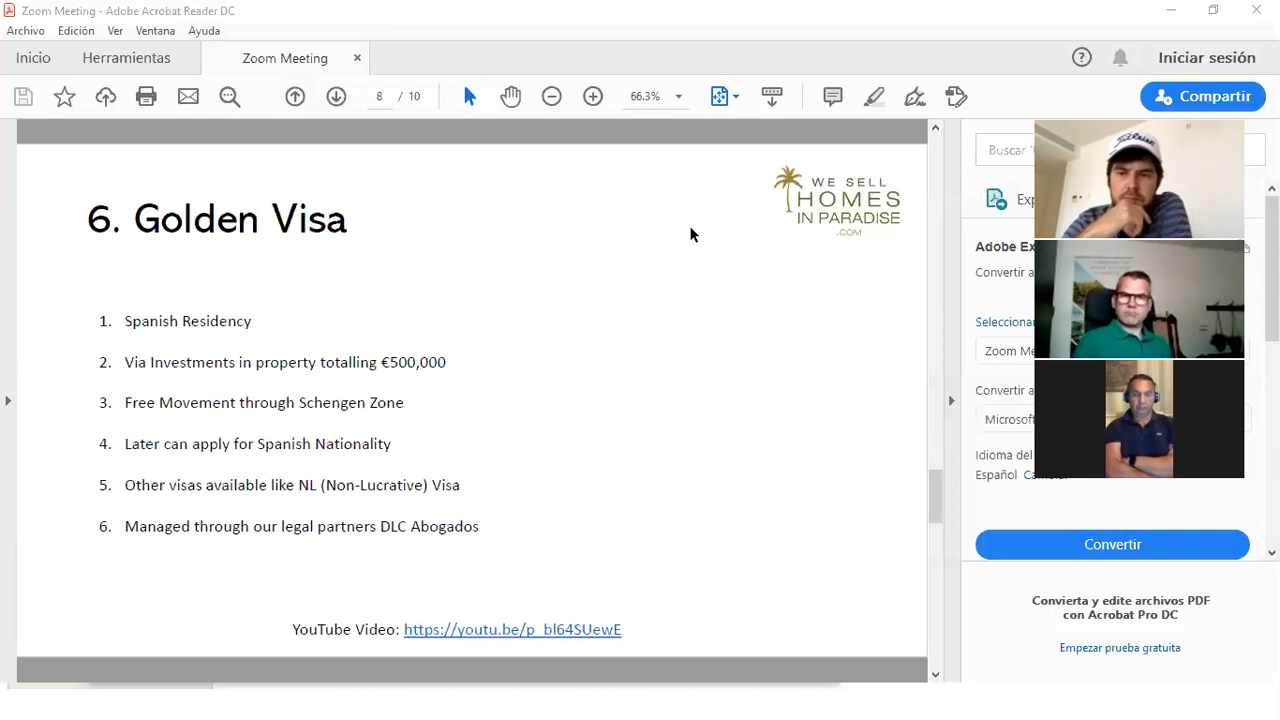 Zoom Meeting - Adobe Acrobat Reader DC
Archivo Edición Ver Ventana Ayuda
Inicio Herramientas Zoom Meeting Iniciar sesión
8 / 10 66.3% Compartir
WE SELL
HOMES
IN PARADISE
.COM
6. Golden Visa
1. Spanish Residency
2. Via Investments in property totalling €500,000
3. Free Movement through Schengen Zone
4. Later can apply for Spanish Nationality
5. Other visas available like NL (Non-Lucrative) Visa
6. Managed through our legal partners DLC Abogados
YouTube Video: https://youtu.be/p_bl64SUewE
Buscar
Adobe
Convertir a
Zoom
Convertir a
Idioma del
Español
Convertir
Convierta y edite archivos PDF
con Acrobat Pro DC
Empezar prueba gratuita
Titleist